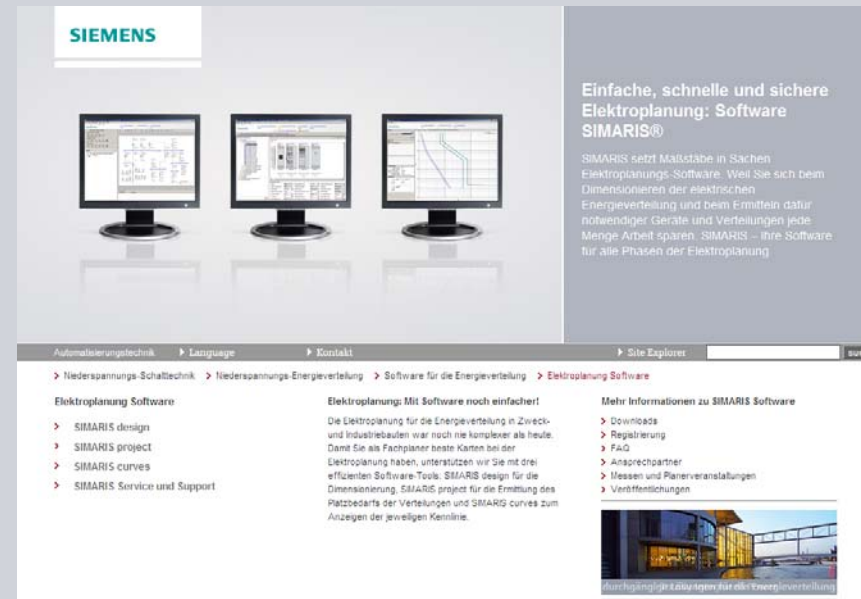 SIEMENS
Einfache, schnelle und sichere
Elektroplanung: Software
SIMARIS®
SIMARIS setzt Maßstäbe in Sachen
Elektroplanungs-Software. Weil Sie sich beim
Dimensionieren der elektrischen
Energieverteilung und beim Ermitteln dafür
notwendiger Geräte und Verteilungen jede
Menge Arbeit sparen. SIMARIS – Ihre Software
für alle Phasen der Elektroplanung
Automatisierungstechnik Language Kontakt Site Explorer
Niederspannungs-Schalttechnik Niederspannungs-Energieverteilung Software für die Energieverteilung Elektroplanung Software
Elektroplanung Software
SIMARIS design
SIMARIS project
SIMARIS curves
SIMARIS Service und Support
Elektroplanung: Mit Software noch einfacher!
Die Elektroplanung für die Energieverteilung in Zweck-
und Industriebauten war noch nie komplexer als heute.
Damit Sie als Fachplaner beste Karten bei der
Elektroplanung haben, unterstützen wir Sie mit drei
effizienten Software-Tools: SIMARIS design für die
Dimensionierung, SIMARIS project für die Ermittlung des
Platzbedarfs der Verteilungen und SIMARIS curves zum
Anzeigen der jeweiligen Kennlinie.
Mehr Informationen zu SIMARIS Software
Downloads
Registrierung
FAQ
Ansprechpartner
Messen und Planerveranstaltungen
Veröffentlichungen